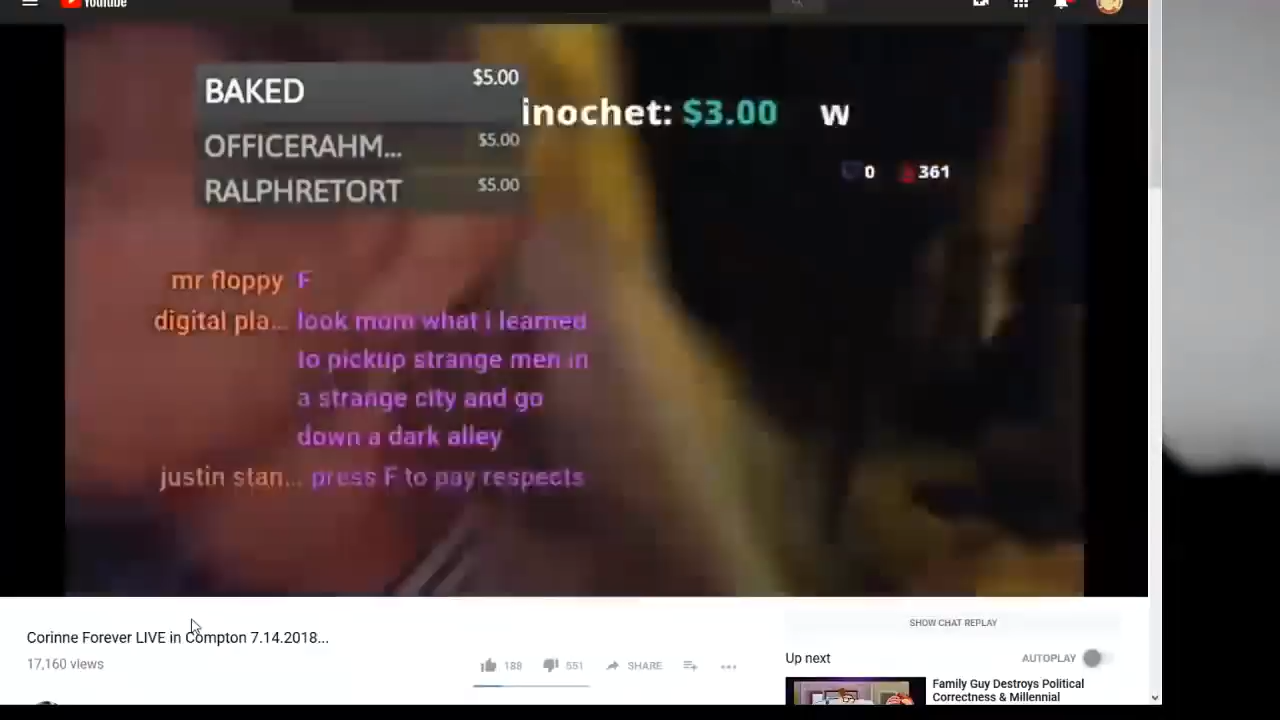 YouTube
BAKED $5.00
inochet: $3.00 w
OFFICERAHM... $5.00
0 361
RALPHRETORT $5.00
mr floppy F
digital pla... look mom what i learned
to pickup strange men in
a strange city and go
down a dark alley
justin stan... press F to pay respects
Corinne Forever LIVE in Compton 7.14.2018...
17,160 views
188 551 SHARE
SHOW CHAT REPLAY
Up next AUTOPLAY
Family Guy Destroys Political
Correctness & Millennial